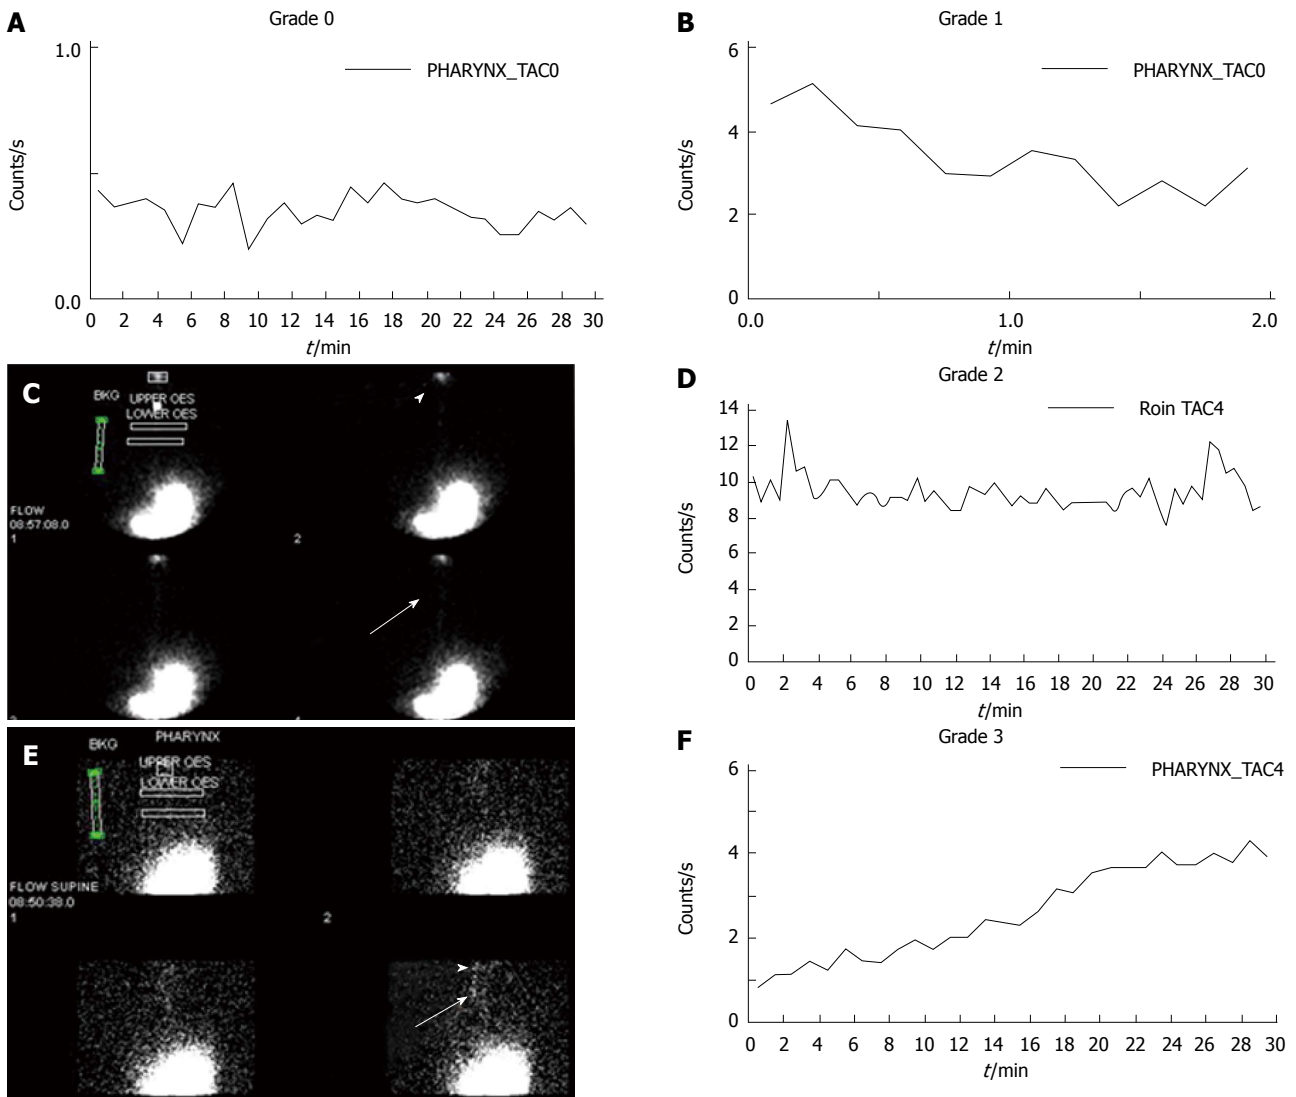 A
Grade 0
1.0
PHARYNX_TAC0
Counts/s
0.0
0 2 4 6 8 10 12 14 16 18 20 22 24 26 28 30
t/min
B
Grade 1
6
PHARYNX_TAC0
4
Counts/s
2
0
0.0 1.0 2.0
t/min
C
BKG
UPPER OES
LOWER OES
FLOW
08:57:08.0
1 2
D
Grade 2
14
Roin TAC4
12
10
8
Counts/s
6
4
2
0
0 2 4 6 8 10 12 14 16 18 20 22 24 26 28 30
t/min
E
PHARYNX
BKG
UPPER OES
LOWER OES
FLOW SUPINE
08:50:38.0
1 2
F
Grade 3
6
PHARYNX_TAC4
4
Counts/s
2
0
0 2 4 6 8 10 12 14 16 18 20 22 24 26 28 30
t/min